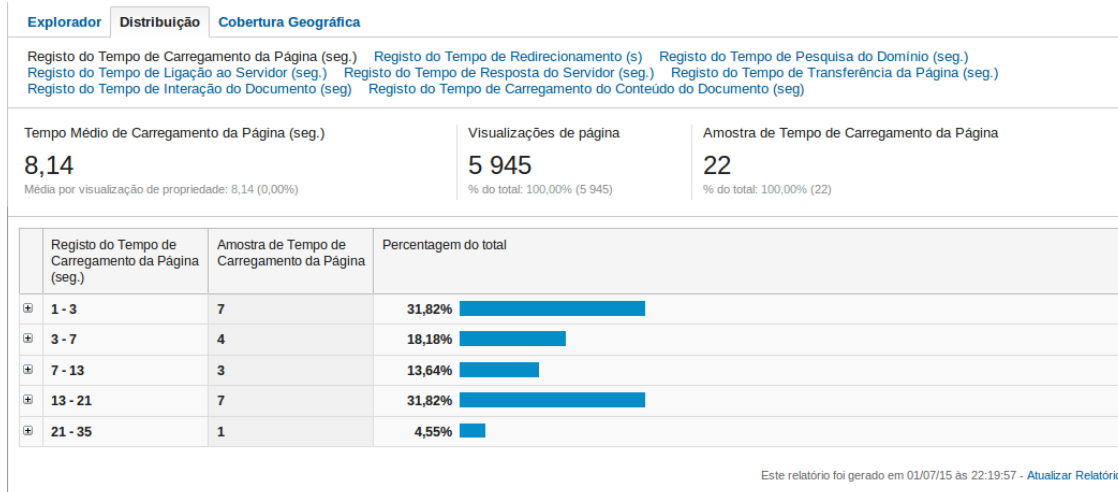 Explorador Distribuição Cobertura Geográfica
Registo do Tempo de Carregamento da Página (seg.) Registo do Tempo de Redirecionamento (s) Registo do Tempo de Pesquisa do Domínio (seg.)
Registo do Tempo de Ligação ao Servidor (seg.) Registo do Tempo de Resposta do Servidor (seg.) Registo do Tempo de Transferência da Página (seg.)
Registo do Tempo de Interação do Documento (seg) Registo do Tempo de Carregamento do Conteúdo do Documento (seg)
Tempo Médio de Carregamento da Página (seg.) Visualizações de página Amostra de Tempo de Carregamento da Página
8,14 5 945 22
Média por visualização de propriedade: 8,14 (0,00%) % do total: 100,00% (5 945) % do total: 100,00% (22)
Registo do Tempo de Amostra de Tempo de Percentagem do total
Carregamento da Página Carregamento da Página
(seg.)
1 - 3 7 31,82%
3 - 7 4 18,18%
7 - 13 3 13,64%
13 - 21 7 31,82%
21 - 35 1 4,55%
Este relatório foi gerado em 01/07/15 às 22:19:57 - Atualizar Relatório